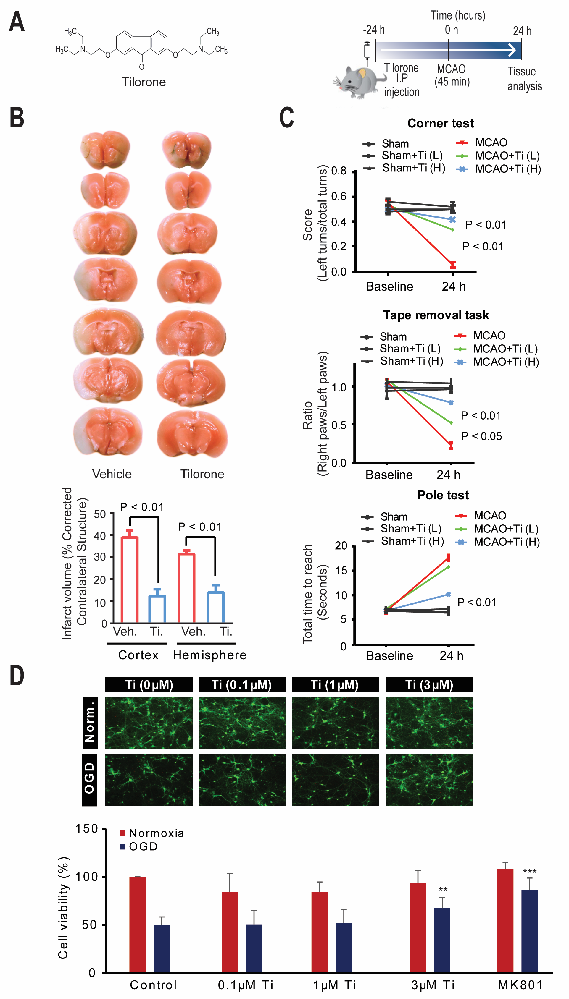 A
H₃C
CH₃
H₃C
N
O
O
N
CH₃
O
Tilorone
Time (hours)
-24 h
0 h
24 h
Tilorone
I.P
injection
MCAO
(45 min)
Tissue
analysis
B
Vehicle
Tilorone
Infarct volume (% Corrected
Contralateral Structure)
50
40
30
20
10
0
P < 0.01
P < 0.01
Veh.
Ti.
Veh.
Ti.
Cortex
Hemisphere
C
Corner test
Sham
Sham+Ti (L)
Sham+Ti (H)
MCAO
MCAO+Ti (L)
MCAO+Ti (H)
Score
(Left turns/total turns)
0.8
0.6
0.4
0.2
0.0
P < 0.01
P < 0.01
Baseline
24 h
Tape removal task
Sham
Sham+Ti (L)
Sham+Ti (H)
MCAO
MCAO+Ti (L)
MCAO+Ti (H)
Ratio
(Right paws/Left paws)
1.0
0.5
0.0
P < 0.01
P < 0.05
Baseline
24 h
Pole test
Sham
Sham+Ti (L)
Sham+Ti (H)
MCAO
MCAO+Ti (L)
MCAO+Ti (H)
Total time to reach
(Seconds)
20
15
10
5
0
P < 0.01
Baseline
24 h
D
Ti (0µM)
Ti (0.1µM)
Ti (1µM)
Ti (3µM)
Norm.
OGD
Cell viability (%)
150
100
50
0
Normoxia
OGD
**
***
Control
0.1µM Ti
1µM Ti
3µM Ti
MK801